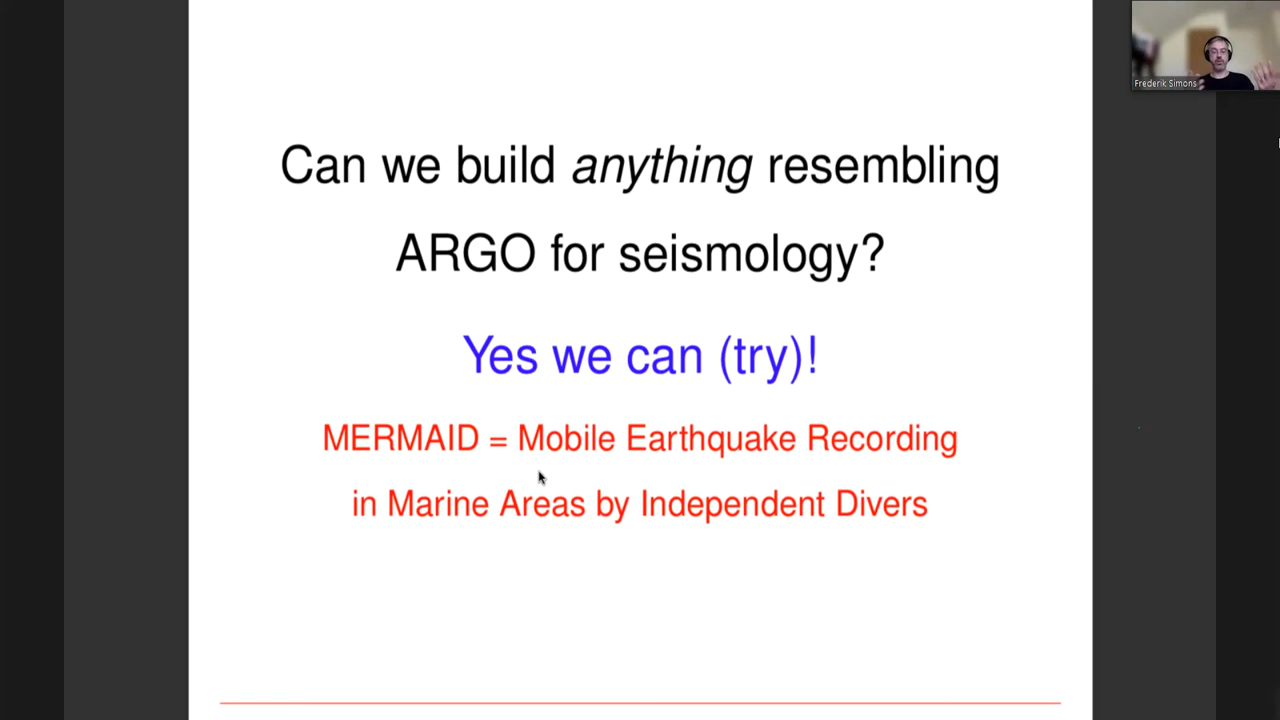 Frederik Simons
Can we build anything resembling
ARGO for seismology?
Yes we can (try)!
MERMAID = Mobile Earthquake Recording
in Marine Areas by Independent Divers